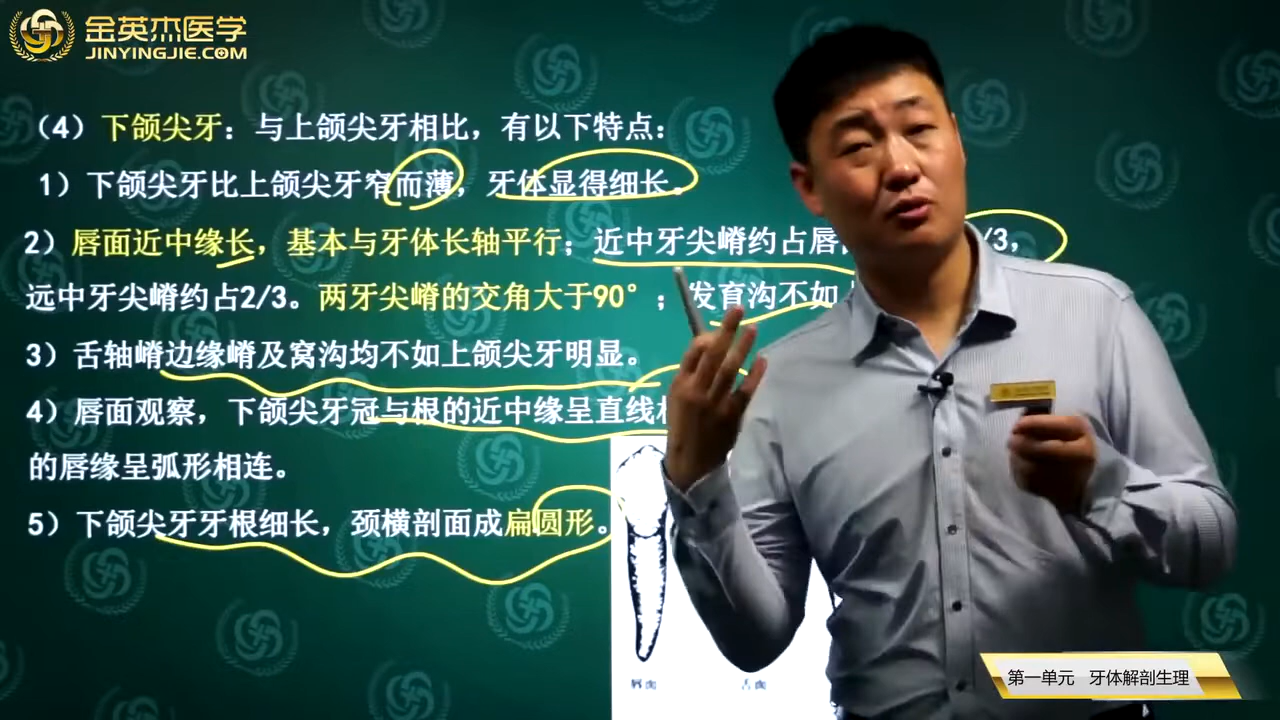 金英杰医学
JINYINGJIE.COM
（4）下颌尖牙：与上颌尖牙相比，有以下特点：
1）下颌尖牙比上颌尖牙窄而薄，牙体显得细长。
2）唇面近中缘长，基本与牙体长轴平行；近中牙尖嵴约占唇 /3，
远中牙尖嵴约占2/3。两牙尖嵴的交角大于90°；发育沟不如
3）舌轴嵴边缘嵴及窝沟均不如上颌尖牙明显。
4）唇面观察，下颌尖牙冠与根的近中缘呈直线
的唇缘呈弧形相连。
5）下颌尖牙牙根细长，颈横剖面成扁圆形。
唇面 舌面
第一单元 牙体解剖生理